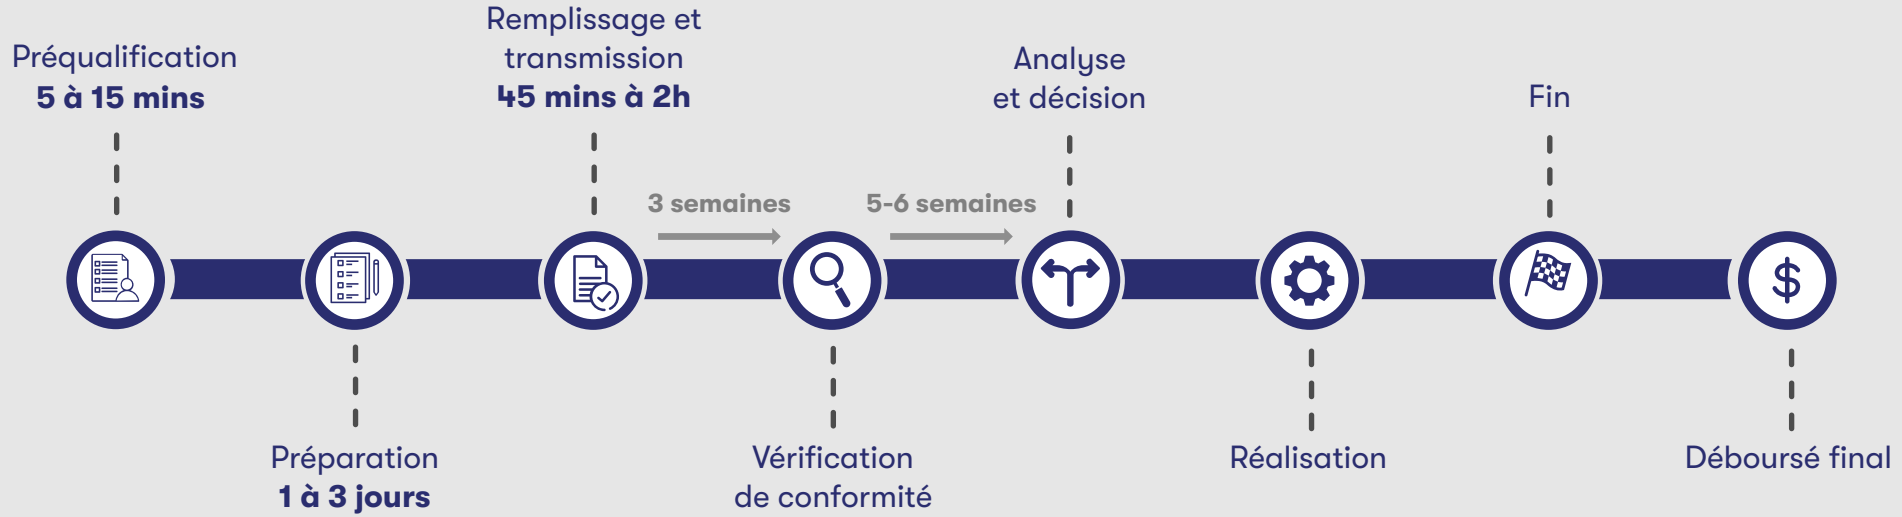 Préqualification
5 à 15 mins
Préparation
1 à 3 jours
Remplissage et
transmission
45 mins à 2h
3 semaines
Vérification
de conformité
5-6 semaines
Analyse
et décision
Réalisation
Fin
$
Déboursé final